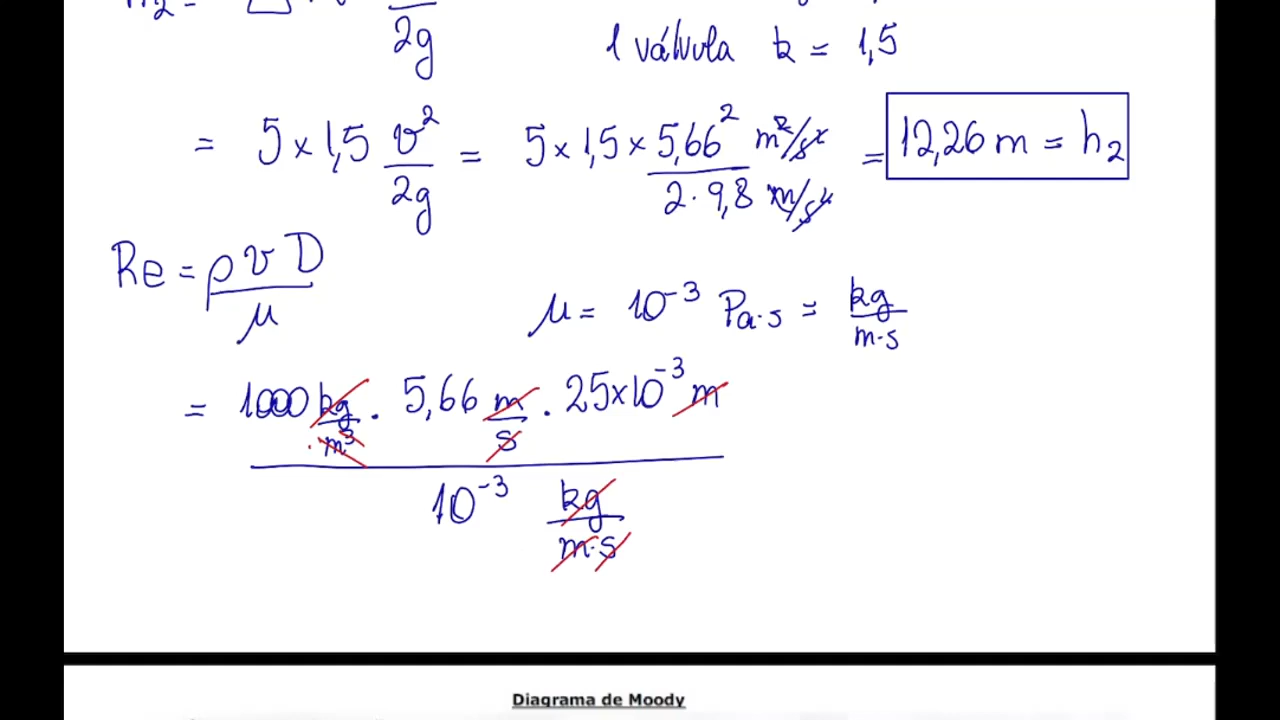 h₂ = Σ k 2g
1 válvula k = 1,5
= 5 × 1,5 v²/2g = 5 × 1,5 × 5,66² m²/s² / 2 · 9,8 m/s² = 12,26 m = h₂
Re = ρ v D / μ
μ = 10⁻³ Pa·s = kg/m·s
= 1000 kg/m³ · 5,66 m/s · 25×10⁻³ m
10⁻³ kg/m·s
Diagrama de Moody